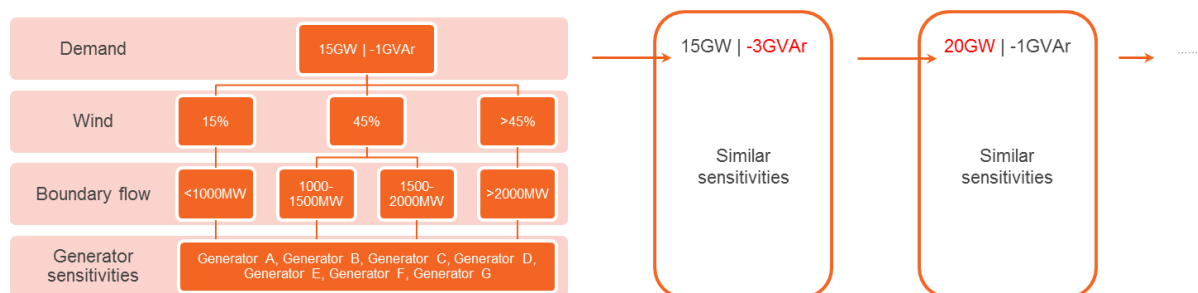 Demand
15GW | -1GVAr
Wind
15%
45%
>45%
Boundary flow
<1000MW
1000-
1500MW
1500-
2000MW
>2000MW
Generator
sensitivities
Generator A, Generator B, Generator C, Generator D,
Generator E, Generator F, Generator G
15GW | -3GVAr
Similar
sensitivities
20GW | -1GVAr
Similar
sensitivities
......